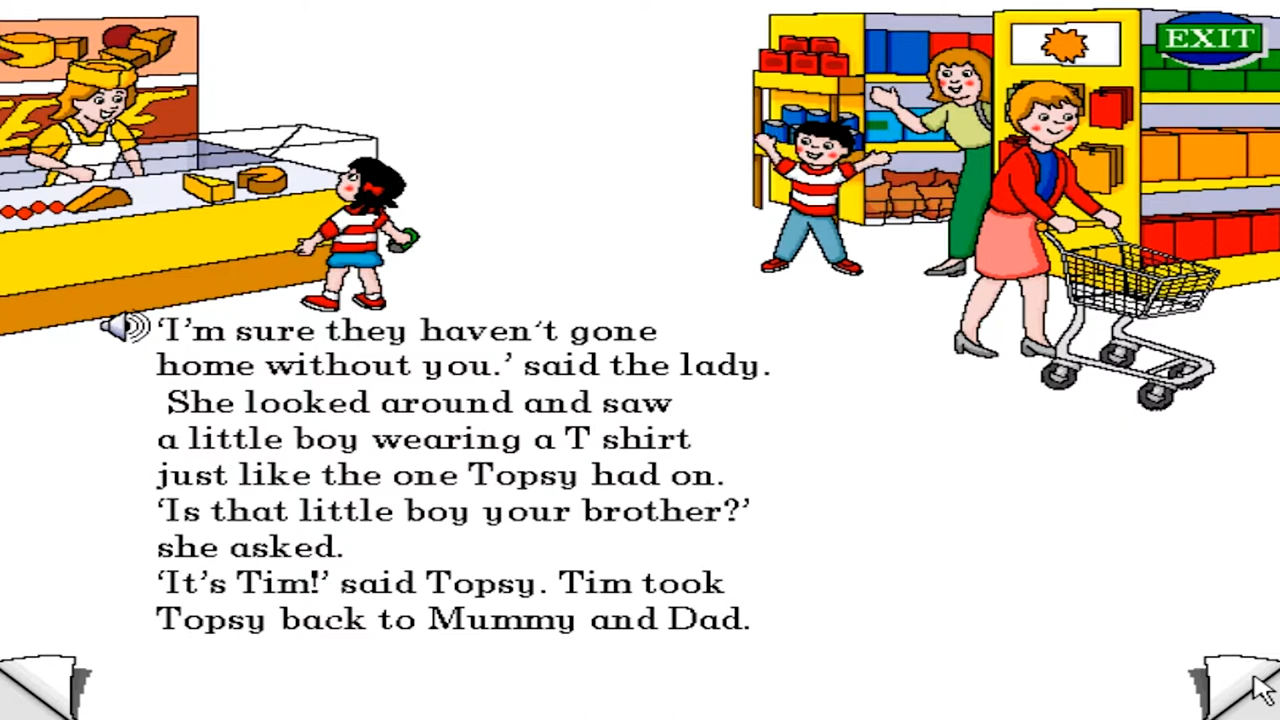 EXIT
‘I’m sure they haven’t gone
home without you.’ said the lady.
She looked around and saw
a little boy wearing a T shirt
just like the one Topsy had on.
‘Is that little boy your brother?’
she asked.
‘It’s Tim!’ said Topsy. Tim took
Topsy back to Mummy and Dad.